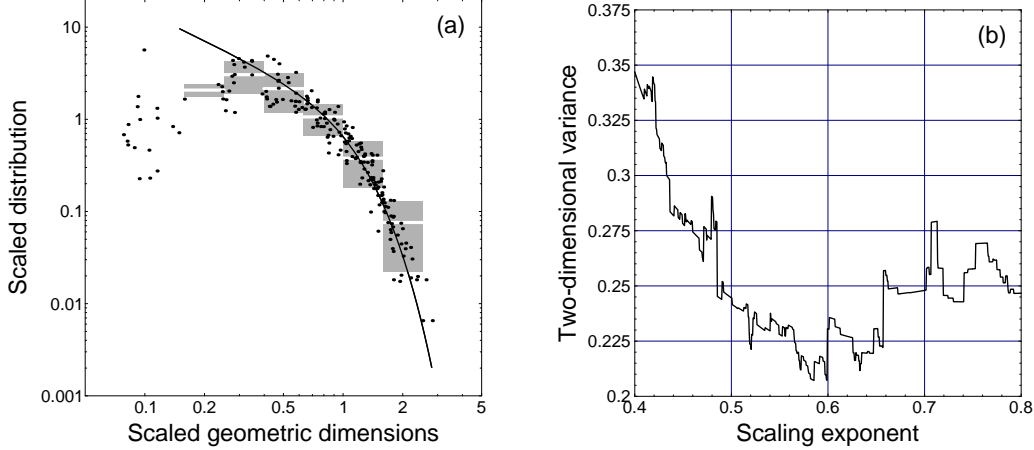 (a)
10
1
0.1
0.01
0.001
Scaled distribution
0.1 0.2 0.5 1 2 5
Scaled geometric dimensions
(b)
0.375
0.35
0.325
0.3
0.275
0.25
0.225
0.2
Two-dimensional variance
0.4 0.5 0.6 0.7 0.8
Scaling exponent